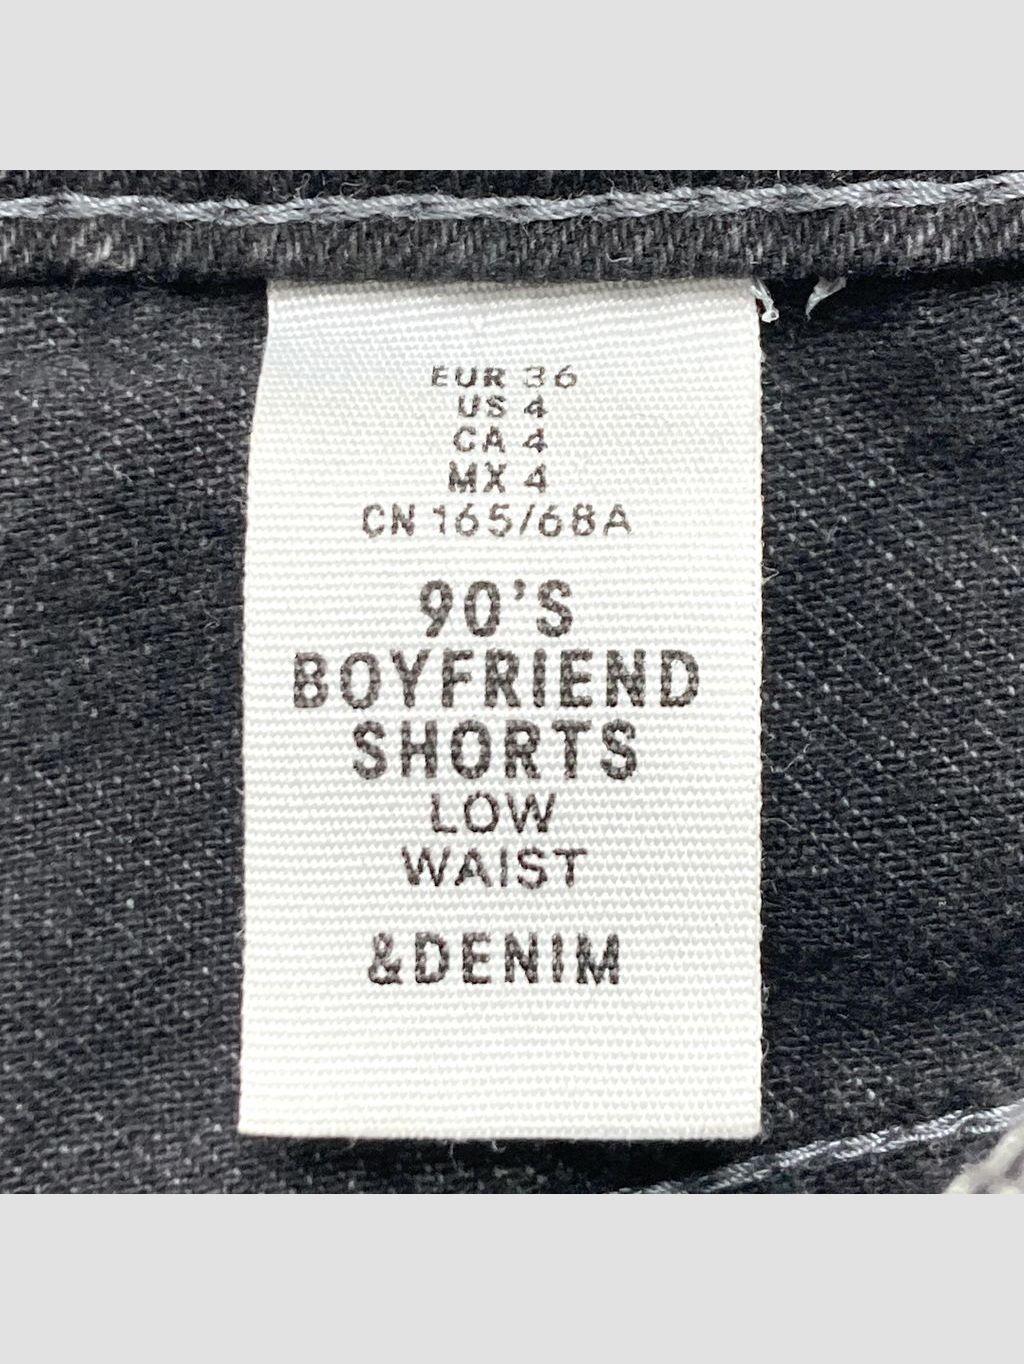 EUR 36
US 4
CA 4
MX 4
CN 165/68A
90'S
BOYFRIEND
SHORTS
LOW
WAIST
&DENIM